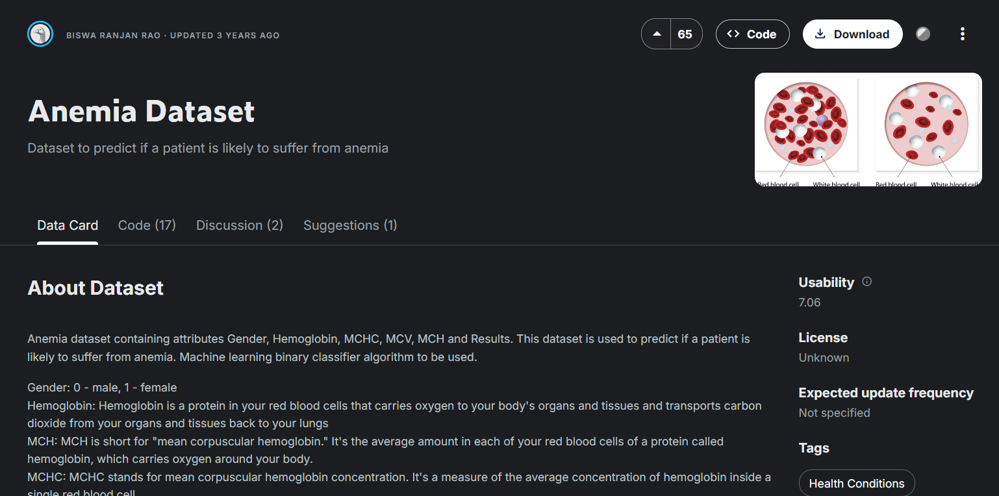 BISWA RANJAN RAO · UPDATED 3 YEARS AGO
65
Code
Download
Anemia Dataset
Dataset to predict if a patient is likely to suffer from anemia
Red blood cell White blood cell Red blood cell White blood cell
Data Card Code (17) Discussion (2) Suggestions (1)
About Dataset
Anemia dataset containing attributes Gender, Hemoglobin, MCHC, MCV, MCH and Results. This dataset is used to predict if a patient is
likely to suffer from anemia. Machine learning binary classifier algorithm to be used.
Gender: 0 - male, 1 - female
Hemoglobin: Hemoglobin is a protein in your red blood cells that carries oxygen to your body's organs and tissues and transports carbon
dioxide from your organs and tissues back to your lungs
MCH: MCH is short for "mean corpuscular hemoglobin." It's the average amount in each of your red blood cells of a protein called
hemoglobin, which carries oxygen around your body.
MCHC: MCHC stands for mean corpuscular hemoglobin concentration. It's a measure of the average concentration of hemoglobin inside a
single red blood cell
Usability
7.06
License
Unknown
Expected update frequency
Not specified
Tags
Health Conditions